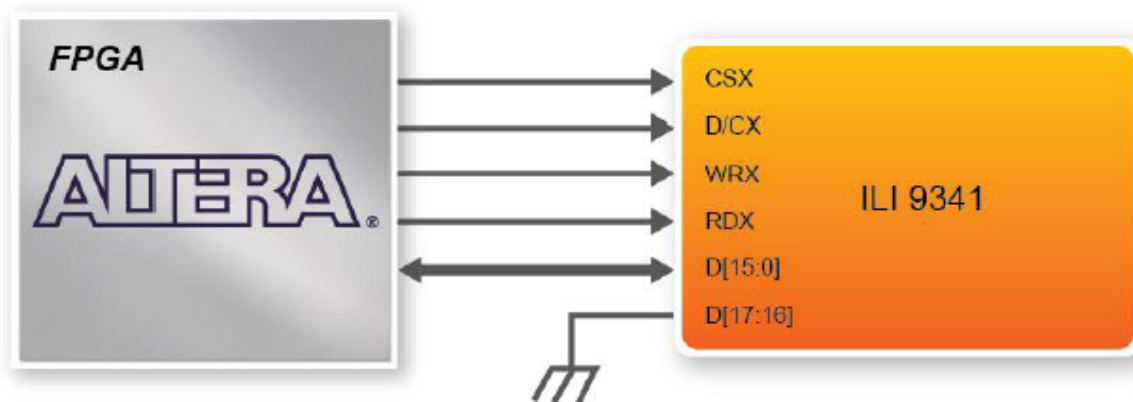 FPGA
ALTERA®
CSX
D/CX
WRX
RDX
D[15:0]
D[17:16]
ILI 9341